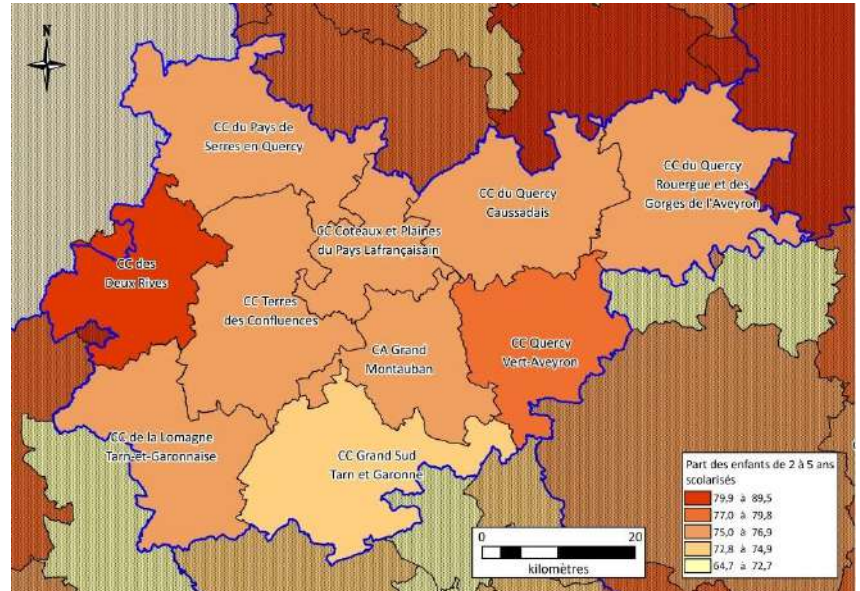 N
CC du Pays de
Serres en Quercy
CC du Quercy
Rouergue et des
Gorges de l'Aveyron
CC du Quercy
Caussadais
CC Coteaux et Plaines
du Pays Lafrançaisain
CC des
Deux Rives
CC Terres
des Confluences
CA Grand
Montauban
CC Quercy
Vert-Aveyron
CC de la Lomagne
Tarn-et-Garonnaise
CC Grand Sud
Tarn et Garonne
Part des enfants de 2 à 5 ans
scolarisés
79,9 à 89,5
77,0 à 79,8
75,0 à 76,9
72,8 à 74,9
64,7 à 72,7
0 20
kilomètres